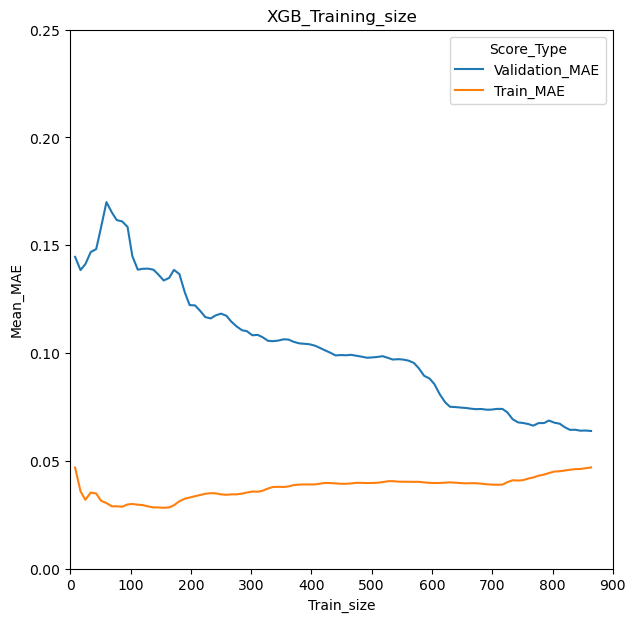 XGB_Training_size
Score_Type
Validation_MAE
Train_MAE
Mean_MAE
0.25
0.20
0.15
0.10
0.05
0.00
0 100 200 300 400 500 600 700 800 900
Train_size